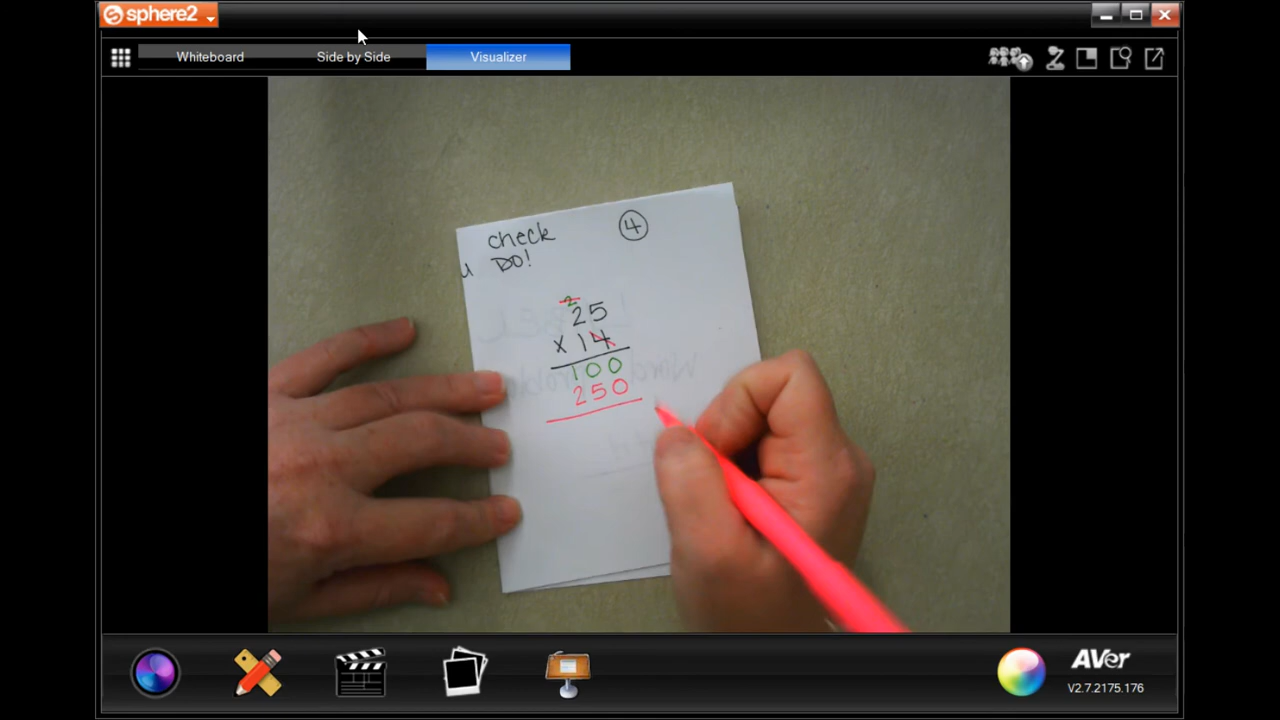 sphere2
Whiteboard Side by Side Visualizer
check ④
DO!
2
25
x 14
100
250
AVer
V2.7.2175.176